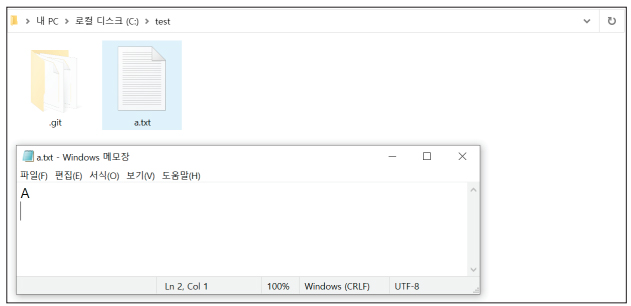 내 PC > 로컬 디스크 (C:) > test
.git
a.txt
a.txt - Windows 메모장
파일(F) 편집(E) 서식(O) 보기(V) 도움말(H)
A
Ln 2, Col 1 100% Windows (CRLF) UTF-8